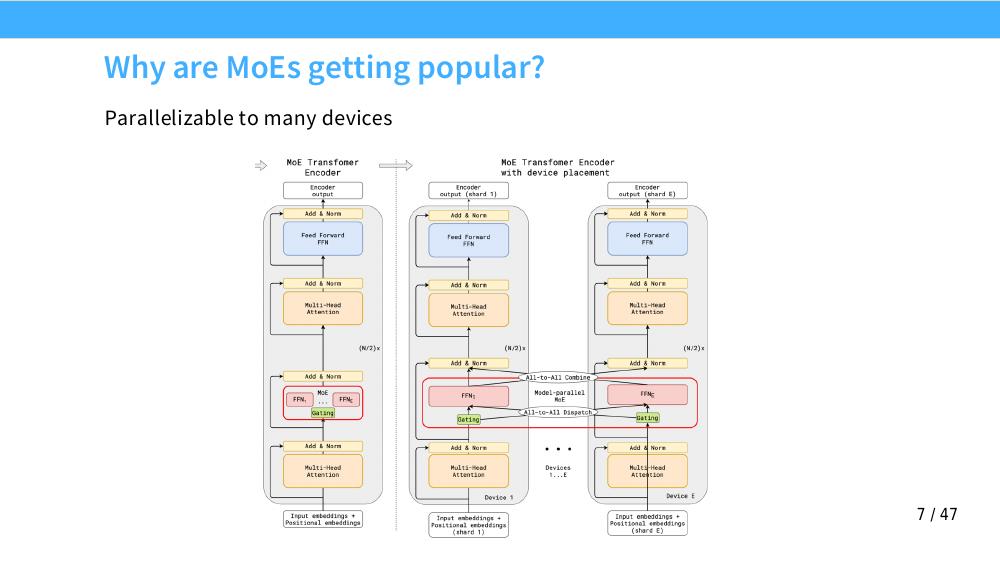 Why are MoEs getting popular?
Parallelizable to many devices
MoE Transfomer
Encoder
Encoder
output
Add & Norm
Feed Forward
FFN
Add & Norm
Multi-Head
Attention
(N/2)x
Add & Norm
MoE
...
FFN₁
FFNE
Gating
Add & Norm
Multi-Head
Attention
Input embeddings +
Positional embeddings
MoE Transfomer Encoder
with device placement
Encoder
output (shard 1)
Add & Norm
Feed Forward
FFN
Add & Norm
Multi-Head
Attention
(N/2)x
Add & Norm
FFN₁
Gating
Add & Norm
Multi-Head
Attention
Device 1
Input embeddings +
Positional embeddings
(shard 1)
All-to-All Combine
Model-parallel
MoE
All-to-All Dispatch
• • •
Devices
1...E
Encoder
output (shard E)
Add & Norm
Feed Forward
FFN
Add & Norm
Multi-Head
Attention
(N/2)x
Add & Norm
FFNE
Gating
Add & Norm
Multi-Head
Attention
Device E
Input embeddings +
Positional embeddings
(shard E)
7 / 47